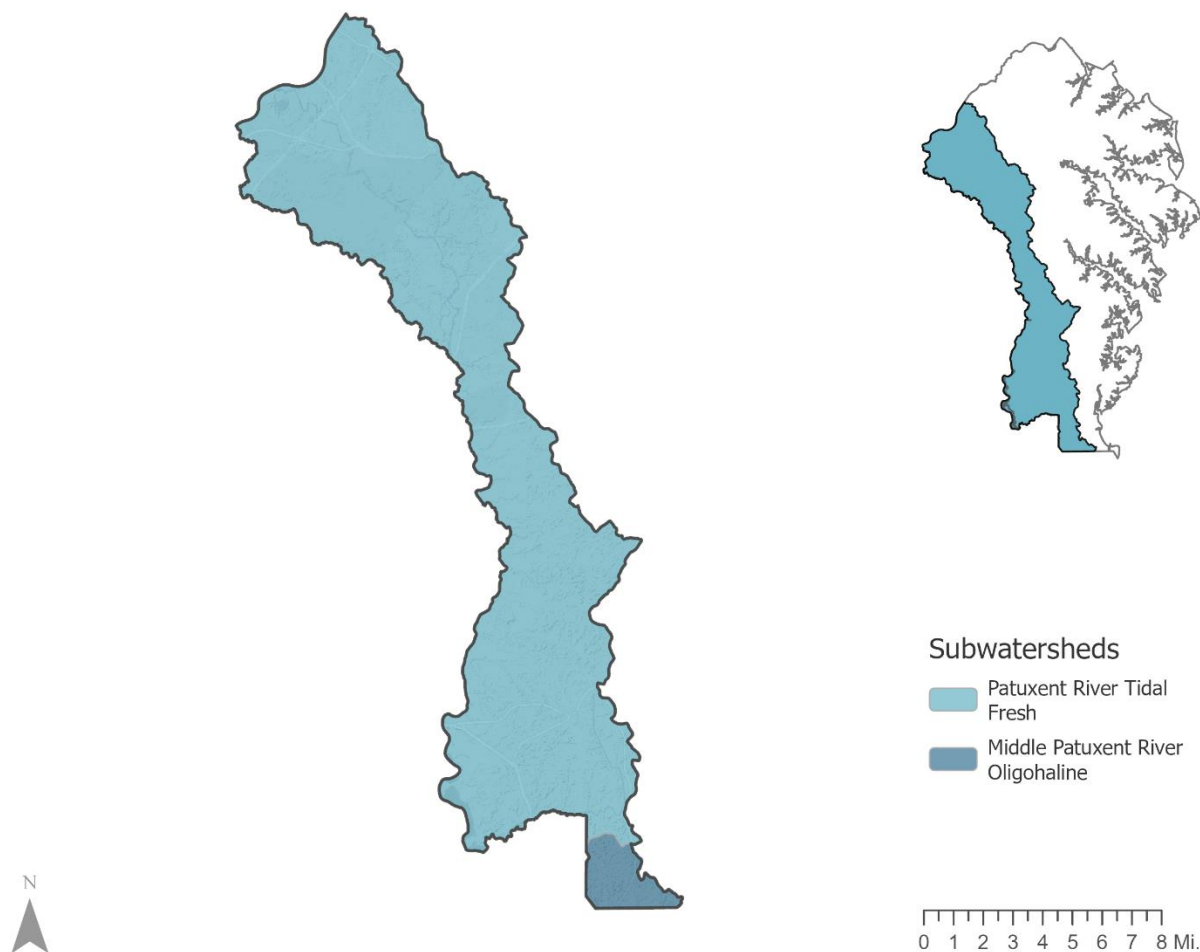 Subwatersheds
Patuxent River Tidal
Fresh
Middle Patuxent River
Oligohaline
N
0 1 2 3 4 5 6 7 8 Mi.